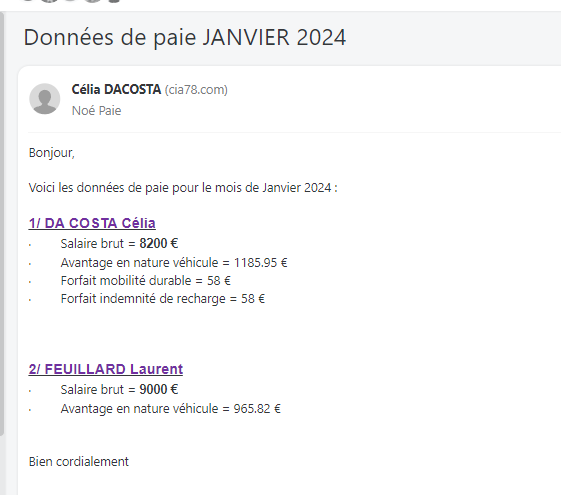 Données de paie JANVIER 2024
Célia DACOSTA (cia78.com)
Noé Paie
Bonjour,
Voici les données de paie pour le mois de Janvier 2024 :
1/ DA COSTA Célia
· Salaire brut = 8200 €
· Avantage en nature véhicule = 1185.95 €
· Forfait mobilité durable = 58 €
· Forfait indemnité de recharge = 58 €
2/ FEUILLARD Laurent
· Salaire brut = 9000 €
· Avantage en nature véhicule = 965.82 €
Bien cordialement